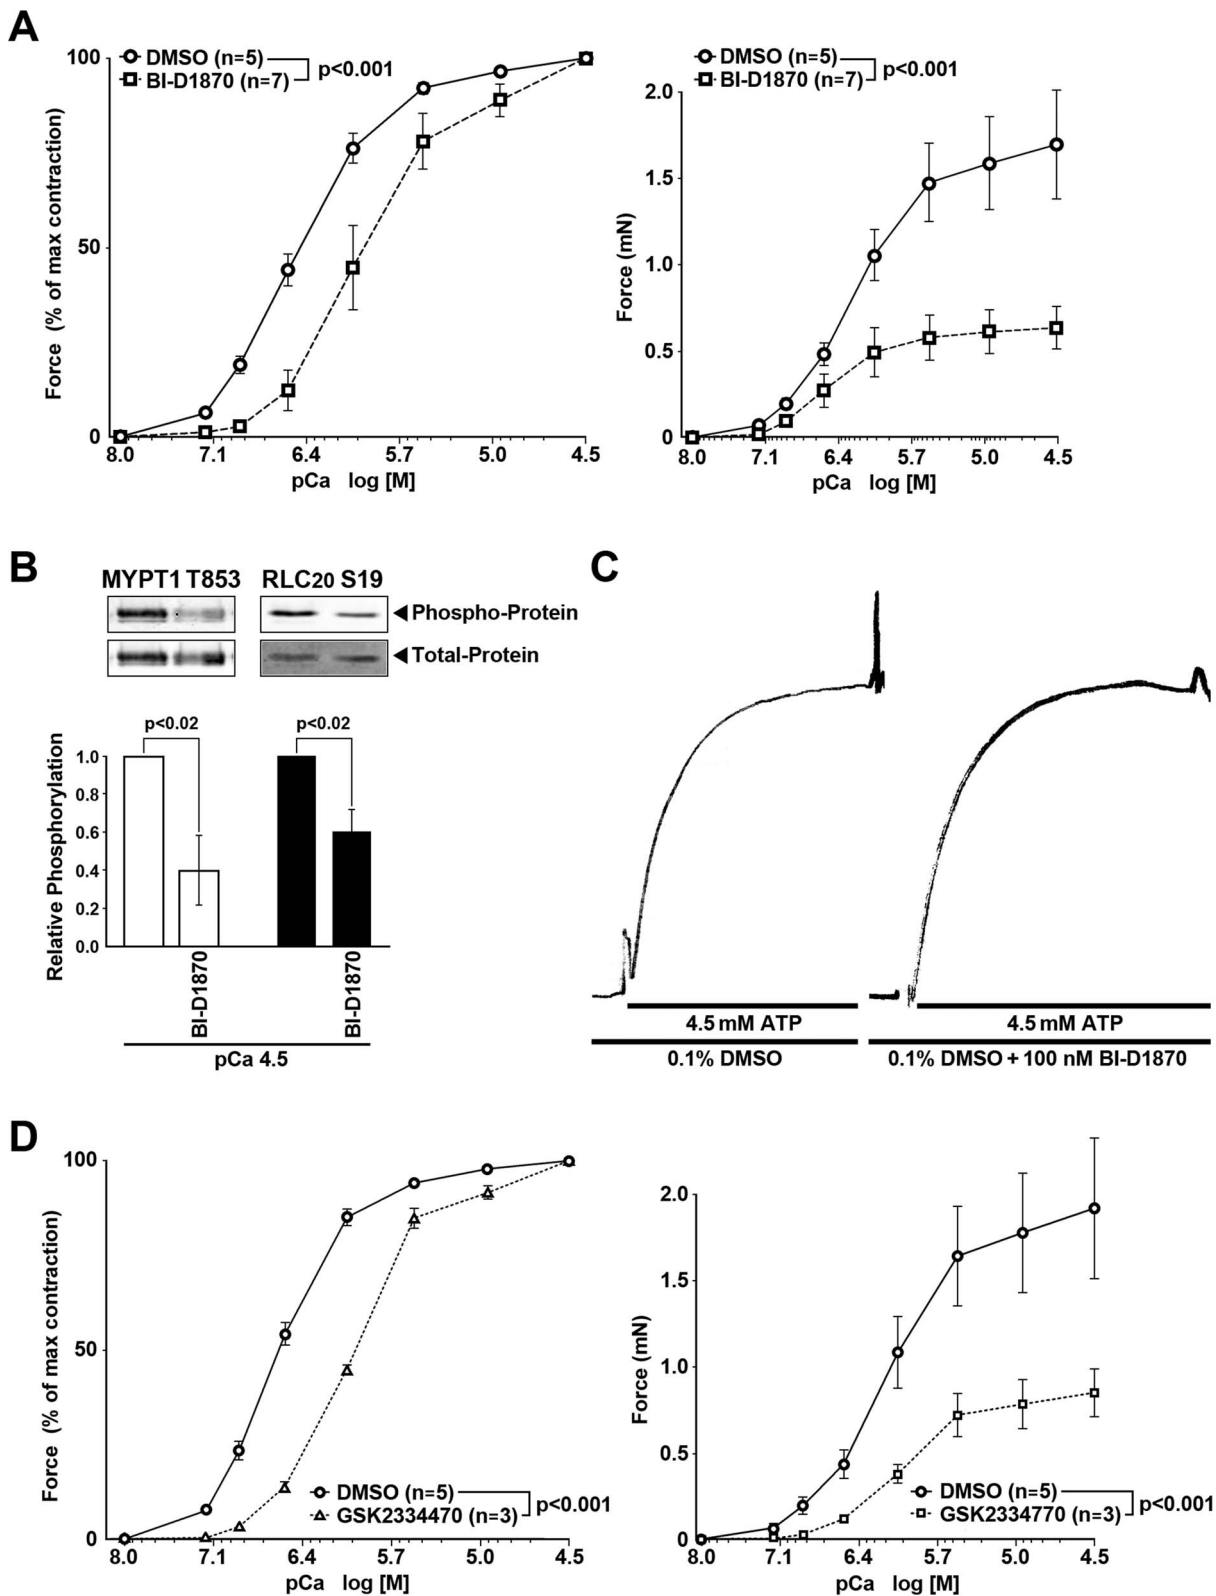 A
DMSO (n=5)
BI-D1870 (n=7)
p<0.001
100
50
0
Force (% of max contraction)
8.0 7.1 6.4 5.7 5.0 4.5
pCa log [M]
DMSO (n=5)
BI-D1870 (n=7)
p<0.001
2.0
1.5
1.0
0.5
0
Force (mN)
8.0 7.1 6.4 5.7 5.0 4.5
pCa log [M]
B
MYPT1 T853 RLC20 S19
Phospho-Protein
Total-Protein
p<0.02 p<0.02
1.0
0.8
0.6
0.4
0.2
0.0
Relative Phosphorylation
BI-D1870 BI-D1870
pCa 4.5
C
4.5 mM ATP 4.5 mM ATP
0.1% DMSO 0.1% DMSO + 100 nM BI-D1870
D
100
50
0
Force (% of max contraction)
DMSO (n=5)
GSK2334470 (n=3)
p<0.001
8.0 7.1 6.4 5.7 5.0 4.5
pCa log [M]
2.0
1.5
1.0
0.5
0
Force (mN)
DMSO (n=5)
GSK2334770 (n=3)
p<0.001
8.0 7.1 6.4 5.7 5.0 4.5
pCa log [M]